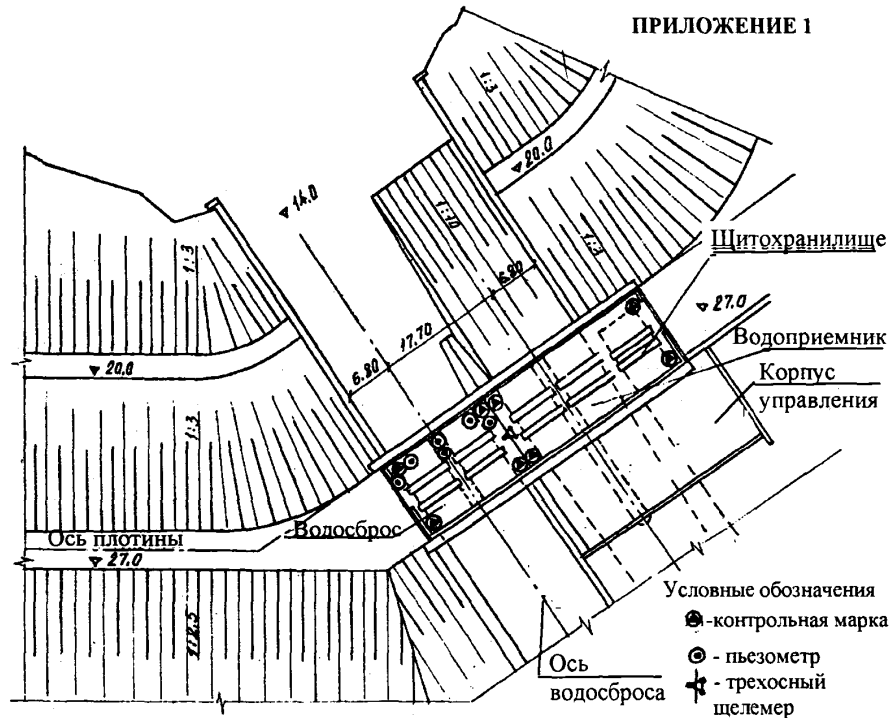 ПРИЛОЖЕНИЕ 1
1:3
20.0
14.0
1:10
1:3
1:3
6.80
Щитохранилище
27.0
17.70
Водоприемник
6.80
20.0
Корпус
управления
1:3
Водосброс
Ось плотины
27.0
Условные обозначения
-контрольная марка
1:2.5
- пьезометр
Ось
водосброса
- трехосный
щелемер